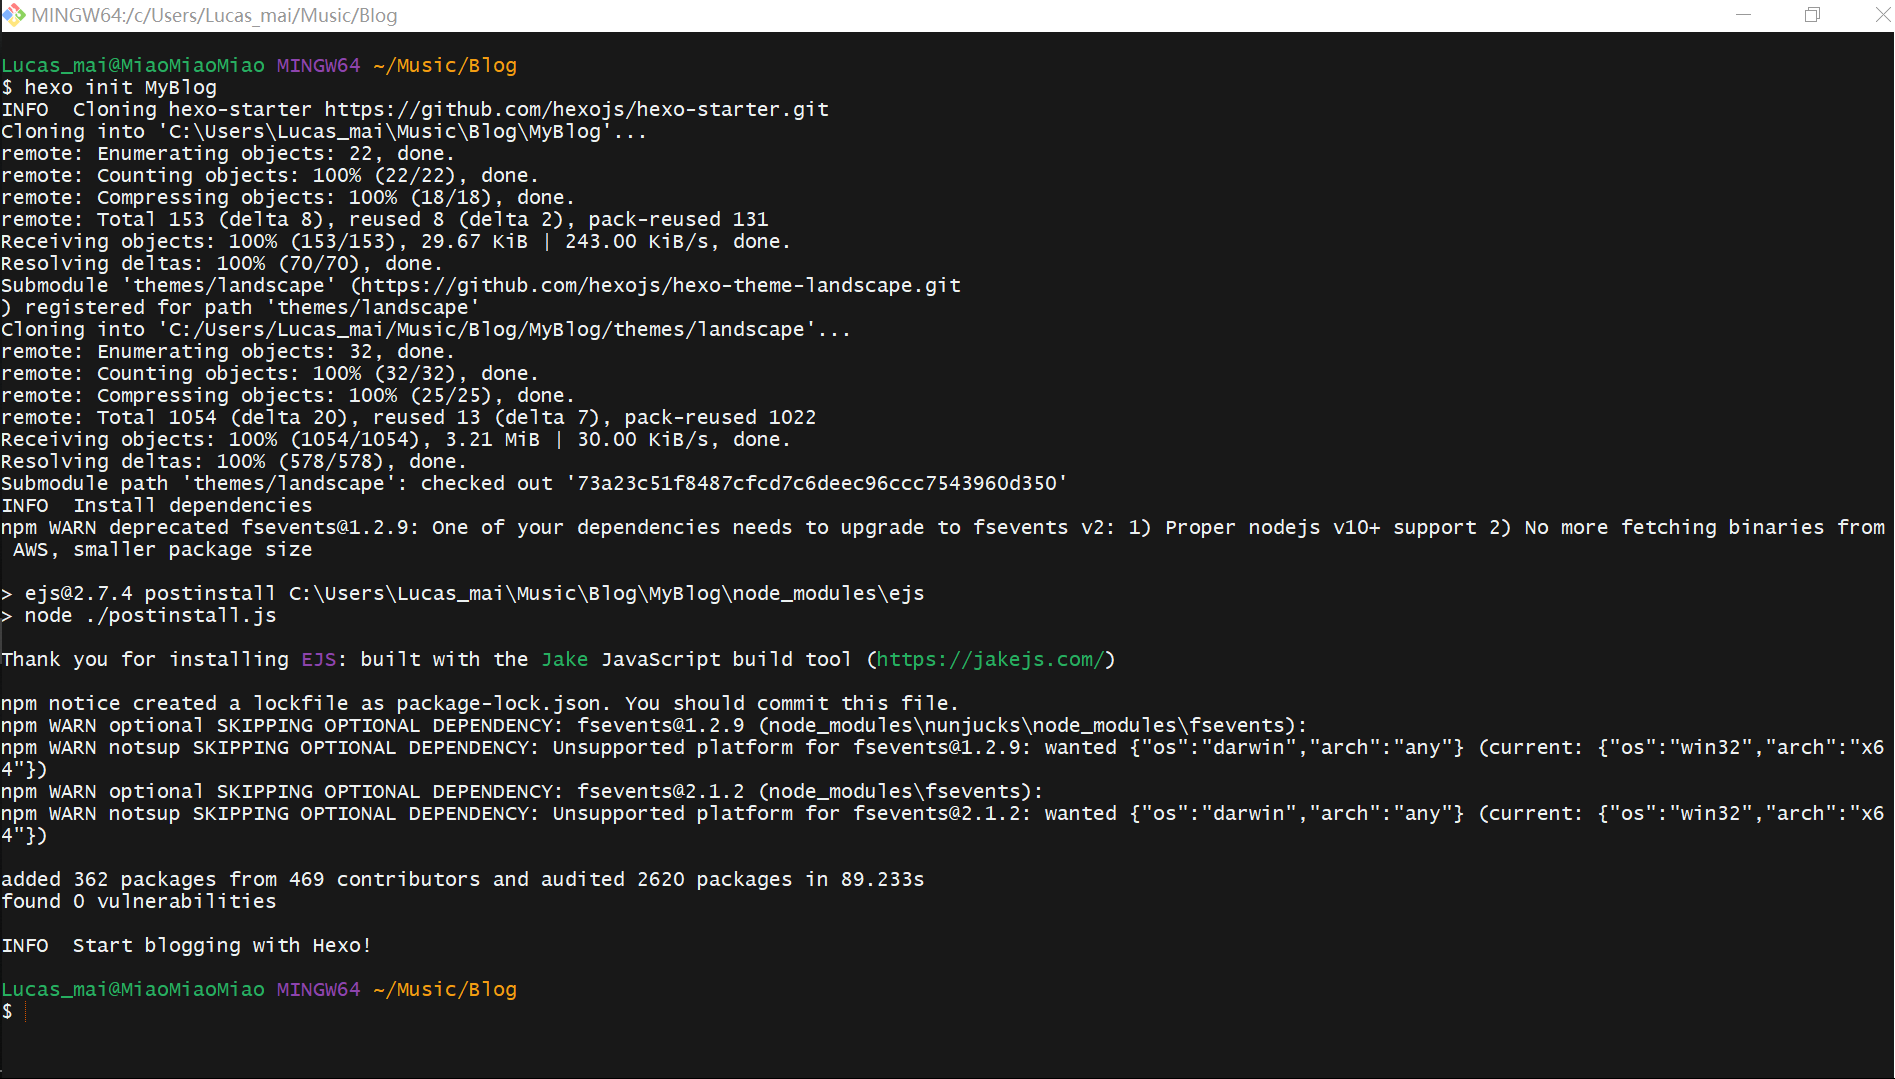 MINGW64:/c/Users/Lucas_mai/Music/Blog
Lucas_mai@MiaoMiaoMiao MINGW64 ~/Music/Blog
$ hexo init MyBlog
INFO  Cloning hexo-starter https://github.com/hexojs/hexo-starter.git
Cloning into 'C:\Users\Lucas_mai\Music\Blog\MyBlog'...
remote: Enumerating objects: 22, done.
remote: Counting objects: 100% (22/22), done.
remote: Compressing objects: 100% (18/18), done.
remote: Total 153 (delta 8), reused 8 (delta 2), pack-reused 131
Receiving objects: 100% (153/153), 29.67 KiB | 243.00 KiB/s, done.
Resolving deltas: 100% (70/70), done.
Submodule 'themes/landscape' (https://github.com/hexojs/hexo-theme-landscape.git
) registered for path 'themes/landscape'
Cloning into 'C:/Users/Lucas_mai/Music/Blog/MyBlog/themes/landscape'...
remote: Enumerating objects: 32, done.
remote: Counting objects: 100% (32/32), done.
remote: Compressing objects: 100% (25/25), done.
remote: Total 1054 (delta 20), reused 13 (delta 7), pack-reused 1022
Receiving objects: 100% (1054/1054), 3.21 MiB | 30.00 KiB/s, done.
Resolving deltas: 100% (578/578), done.
Submodule path 'themes/landscape': checked out '73a23c51f8487cfcd7c6deec96ccc7543960d350'
INFO  Install dependencies
npm WARN deprecated fsevents@1.2.9: One of your dependencies needs to upgrade to fsevents v2: 1) Proper nodejs v10+ support 2) No more fetching binaries from
 AWS, smaller package size
> ejs@2.7.4 postinstall C:\Users\Lucas_mai\Music\Blog\MyBlog\node_modules\ejs
> node ./postinstall.js
Thank you for installing EJS: built with the Jake JavaScript build tool (https://jakejs.com/)
npm notice created a lockfile as package-lock.json. You should commit this file.
npm WARN optional SKIPPING OPTIONAL DEPENDENCY: fsevents@1.2.9 (node_modules\nunjucks\node_modules\fsevents):
npm WARN notsup SKIPPING OPTIONAL DEPENDENCY: Unsupported platform for fsevents@1.2.9: wanted {"os":"darwin","arch":"any"} (current: {"os":"win32","arch":"x6
4"})
npm WARN optional SKIPPING OPTIONAL DEPENDENCY: fsevents@2.1.2 (node_modules\fsevents):
npm WARN notsup SKIPPING OPTIONAL DEPENDENCY: Unsupported platform for fsevents@2.1.2: wanted {"os":"darwin","arch":"any"} (current: {"os":"win32","arch":"x6
4"})
added 362 packages from 469 contributors and audited 2620 packages in 89.233s
found 0 vulnerabilities
INFO  Start blogging with Hexo!
Lucas_mai@MiaoMiaoMiao MINGW64 ~/Music/Blog
$